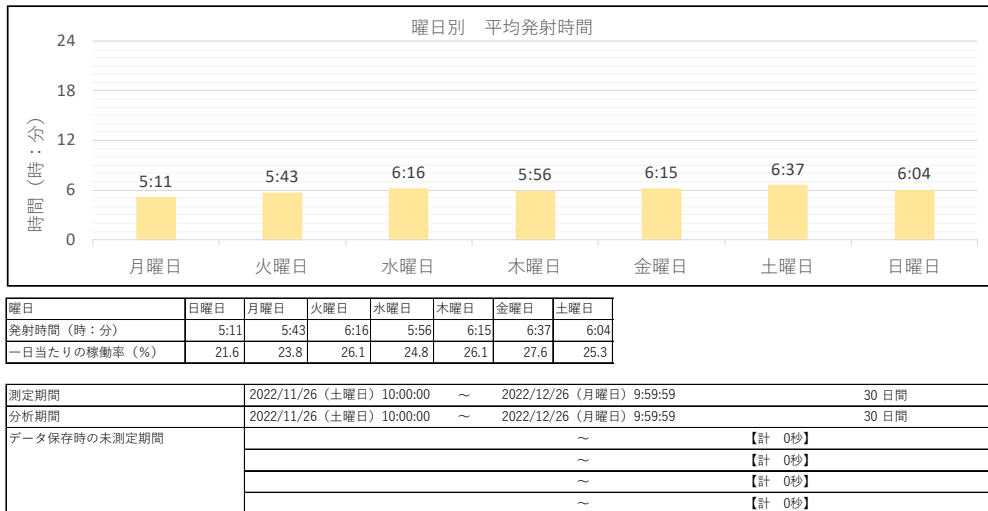 曜日別　平均発射時間
24
18
12
6
0
時間（時：分）
5:11 5:43 6:16 5:56 6:15 6:37 6:04
月曜日 火曜日 水曜日 木曜日 金曜日 土曜日 日曜日
曜日 日曜日 月曜日 火曜日 水曜日 木曜日 金曜日 土曜日
発射時間（時：分） 5:11 5:43 6:16 5:56 6:15 6:37 6:04
一日当たりの稼働率（%） 21.6 23.8 26.1 24.8 26.1 27.6 25.3
測定期間 2022/11/26（土曜日）10:00:00 ～ 2022/12/26（月曜日）9:59:59 30 日間
分析期間 2022/11/26（土曜日）10:00:00 ～ 2022/12/26（月曜日）9:59:59 30 日間
データ保存時の未測定期間 ～ 【計　0秒】
～ 【計　0秒】
～ 【計　0秒】
～ 【計　0秒】